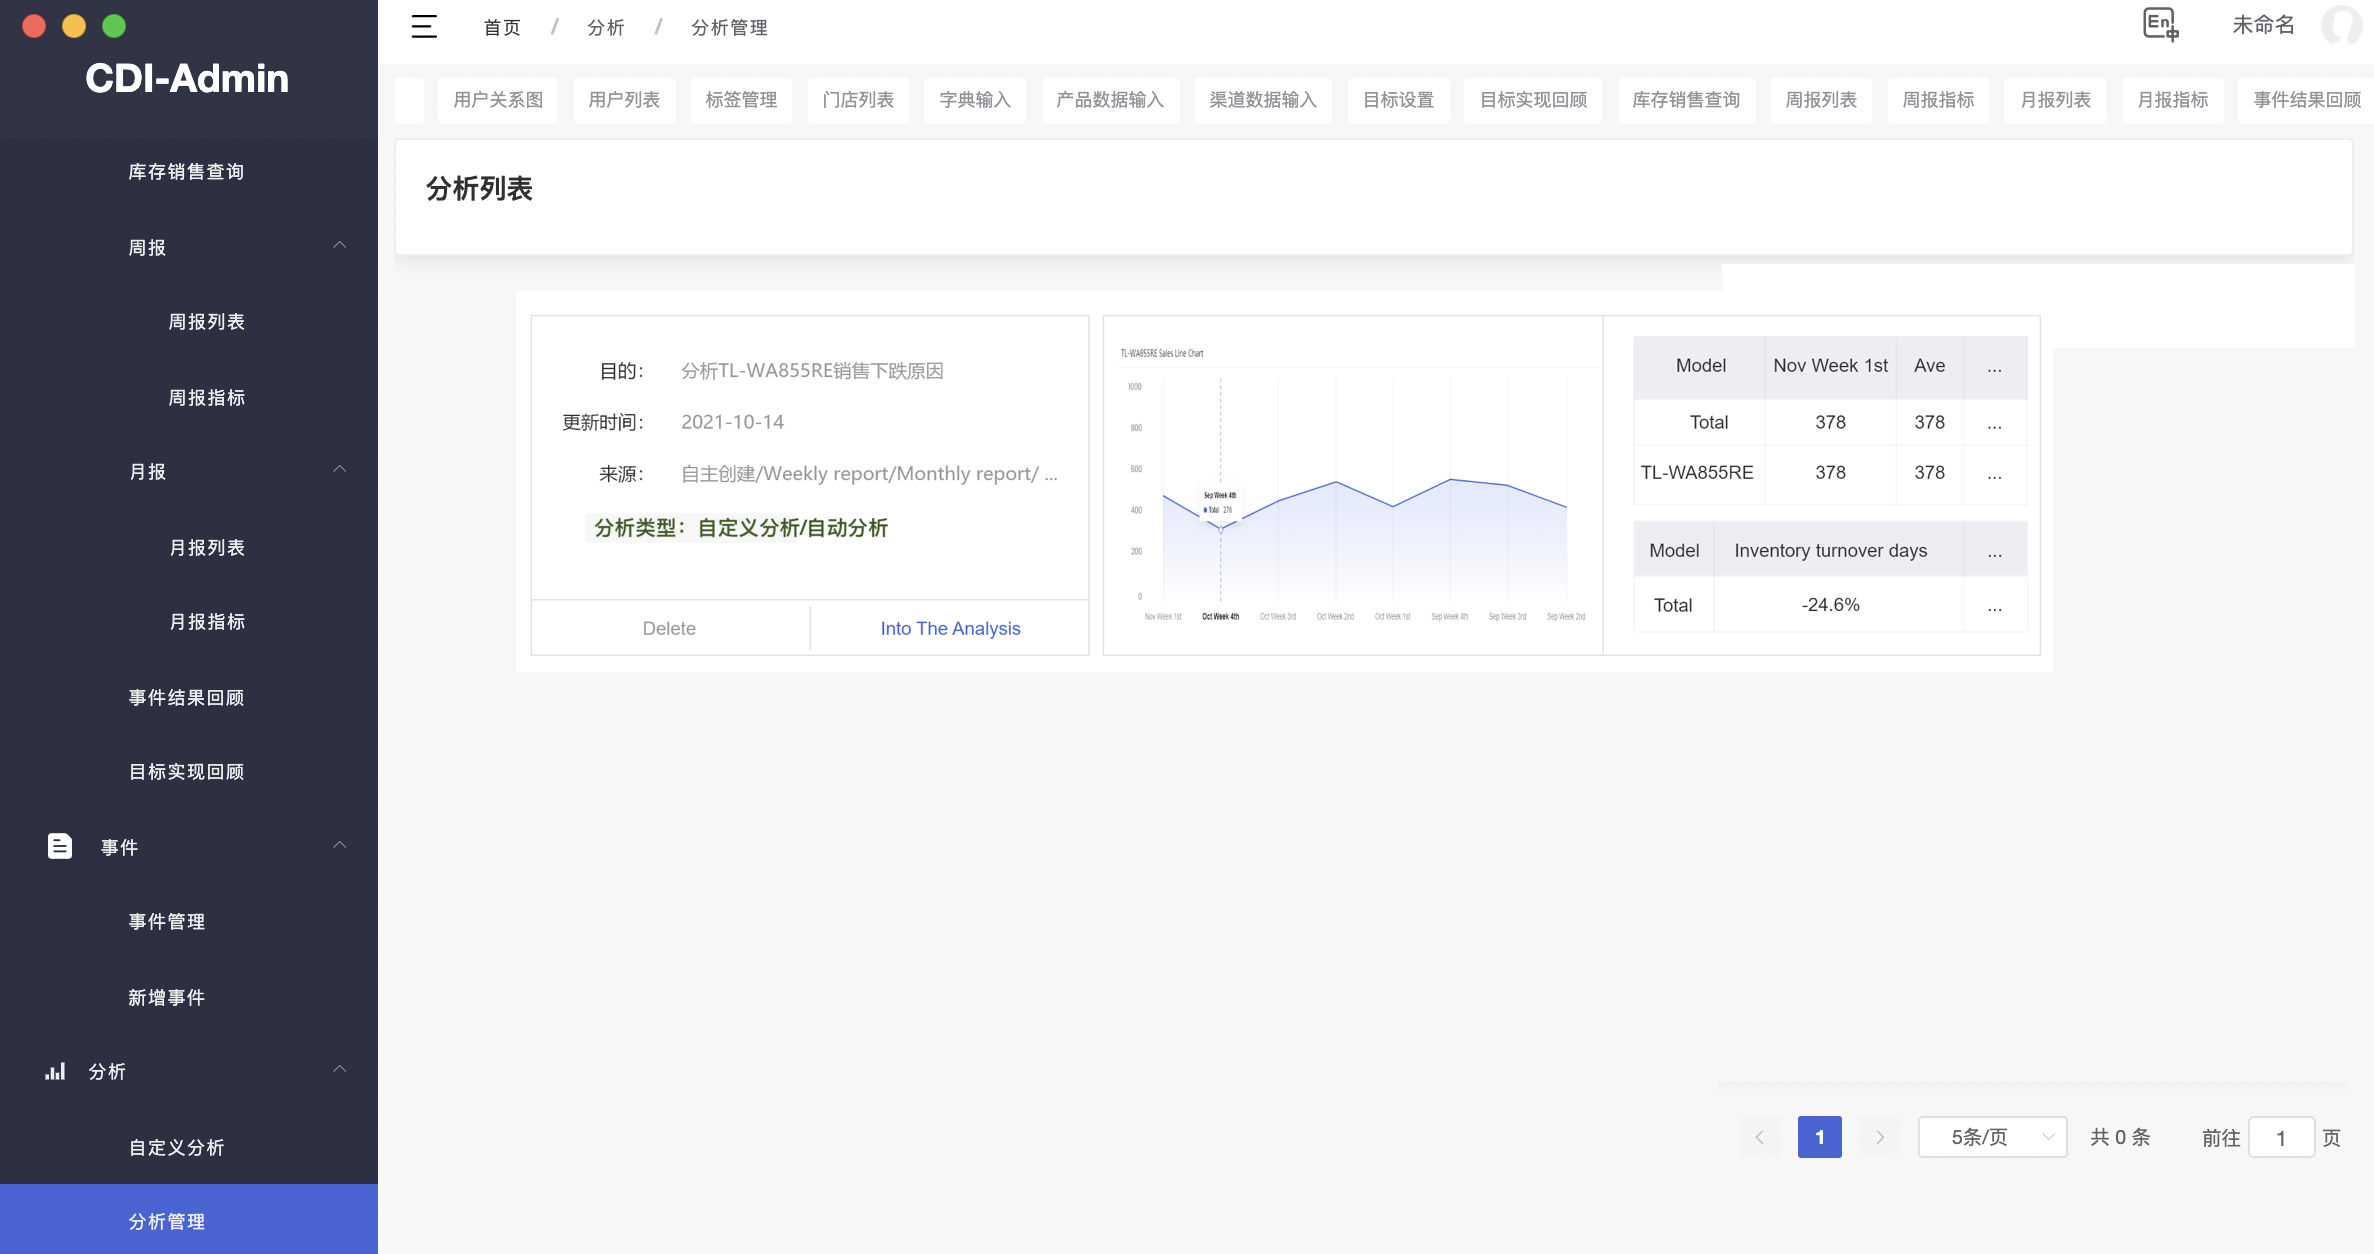 CDI-Admin
库存销售查询
周报
周报列表
周报指标
月报
月报列表
月报指标
事件结果回顾
目标实现回顾
事件
事件管理
新增事件
分析
自定义分析
分析管理
首页 / 分析 / 分析管理
En中
未命名
用户关系图 用户列表 标签管理 门店列表 字典输入 产品数据输入 渠道数据输入 目标设置 目标实现回顾 库存销售查询 周报列表 周报指标 月报列表 月报指标 事件结果回顾
分析列表
目的： 分析TL-WA855RE销售下跌原因
更新时间： 2021-10-14
来源： 自主创建/Weekly report/Monthly report/ ...
分析类型：自定义分析/自动分析
Delete Into The Analysis
TL-WA855RE Sales Line Chart
1000
800
600
400
200
0
Sep Week 4th
Total 276
Nov Week 1st Oct Week 4th Oct Week 3rd Oct Week 2nd Oct Week 1st Sep Week 4th Sep Week 3rd Sep Week 2nd
Model Nov Week 1st Ave ...
Total 378 378 ...
TL-WA855RE 378 378 ...
Model Inventory turnover days ...
Total -24.6% ...
1 5条/页 共 0 条 前往 1 页